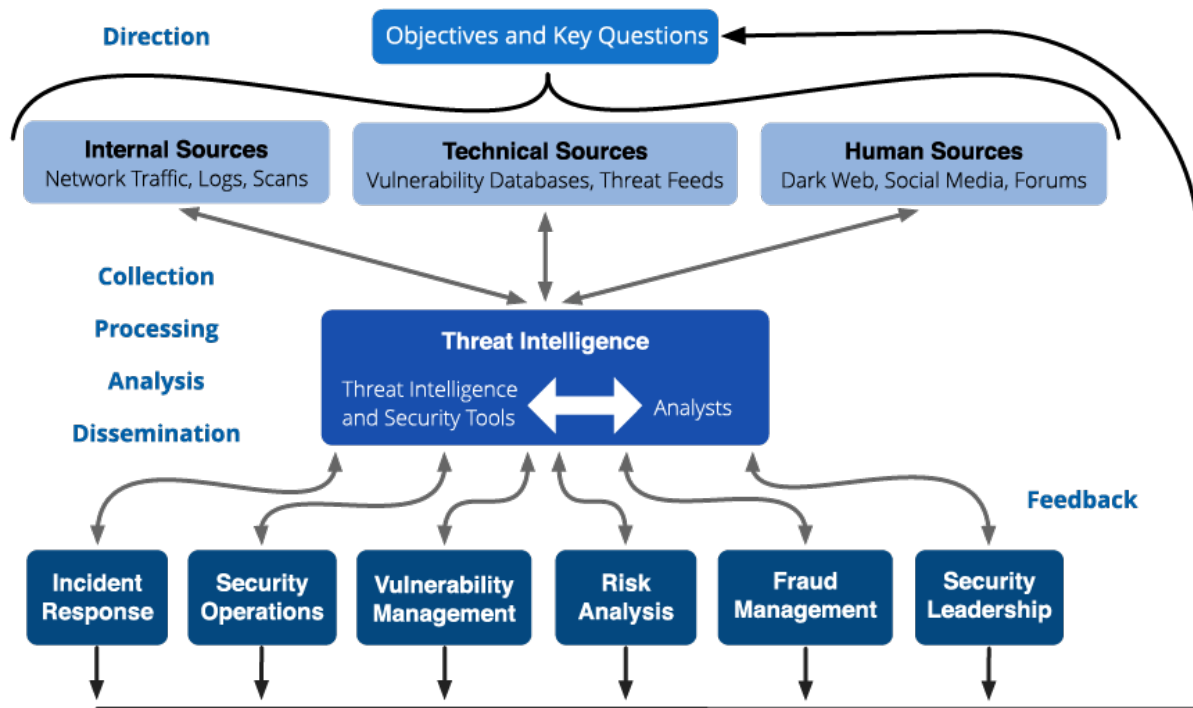 Direction
Objectives and Key Questions
Internal Sources
Network Traffic, Logs, Scans
Technical Sources
Vulnerability Databases, Threat Feeds
Human Sources
Dark Web, Social Media, Forums
Collection
Processing
Analysis
Dissemination
Threat Intelligence
Threat Intelligence
and Security Tools
Analysts
Feedback
Incident
Response
Security
Operations
Vulnerability
Management
Risk
Analysis
Fraud
Management
Security
Leadership